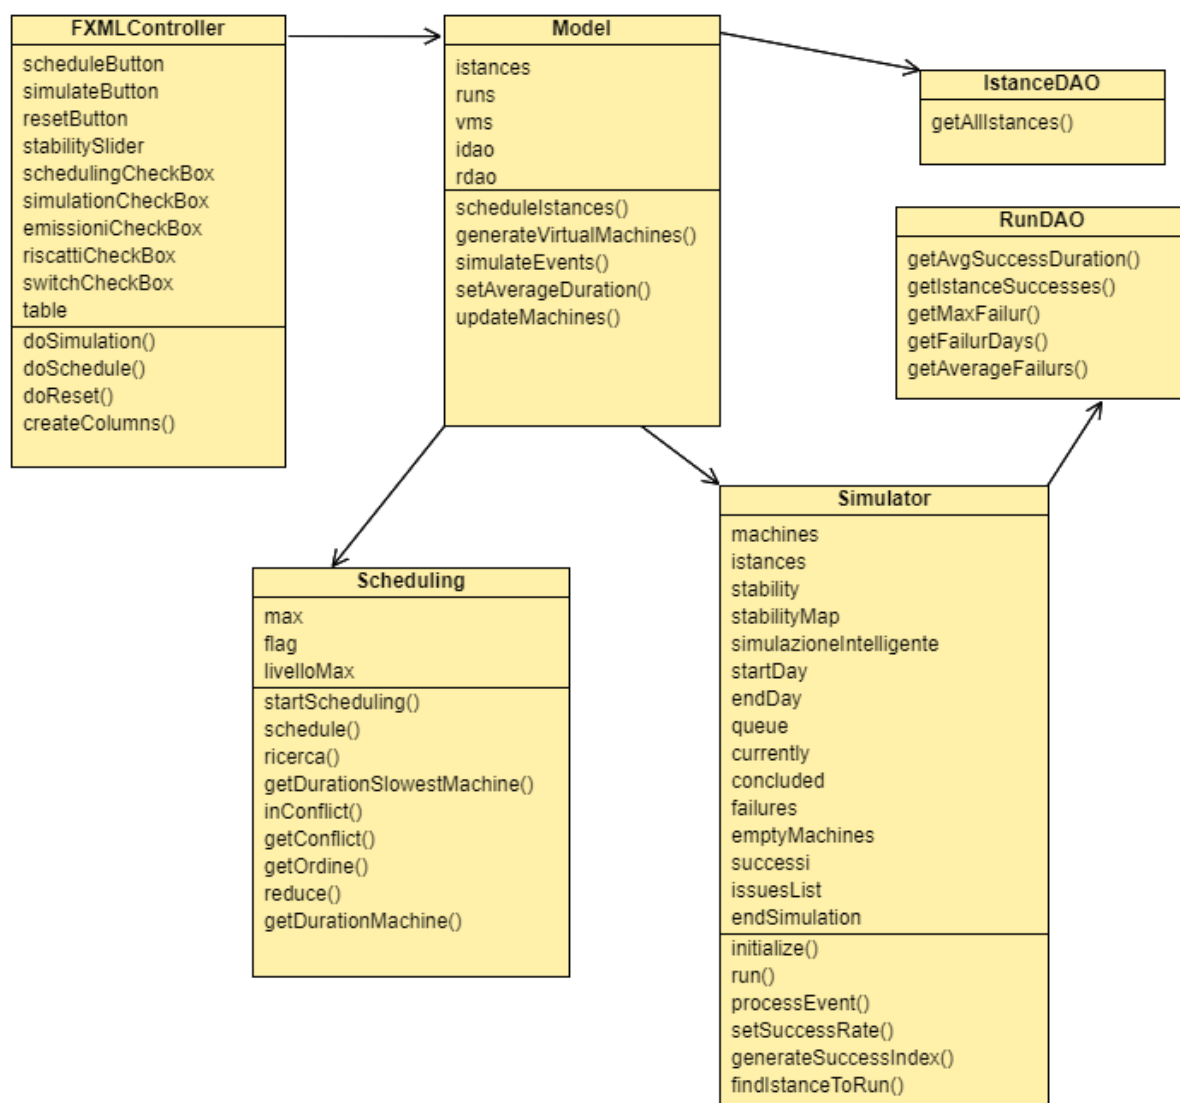 FXMLController
scheduleButton
simulateButton
resetButton
stabilitySlider
schedulingCheckBox
simulationCheckBox
emissioniCheckBox
riscattiCheckBox
switchCheckBox
table
doSimulation()
doSchedule()
doReset()
createColumns()
Model
istances
runs
vms
idao
rdao
scheduleIstances()
generateVirtualMachines()
simulateEvents()
setAverageDuration()
updateMachines()
IstanceDAO
getAllIstances()
RunDAO
getAvgSuccessDuration()
getIstanceSuccesses()
getMaxFailur()
getFailurDays()
getAverageFailurs()
Scheduling
max
flag
livelloMax
startScheduling()
schedule()
ricerca()
getDurationSlowestMachine()
inConflict()
getConflict()
getOrdine()
reduce()
getDurationMachine()
Simulator
machines
istances
stability
stabilityMap
simulazioneIntelligente
startDay
endDay
queue
currently
concluded
failures
emptyMachines
successi
issuesList
endSimulation
initialize()
run()
processEvent()
setSuccessRate()
generateSuccessIndex()
findIstanceToRun()